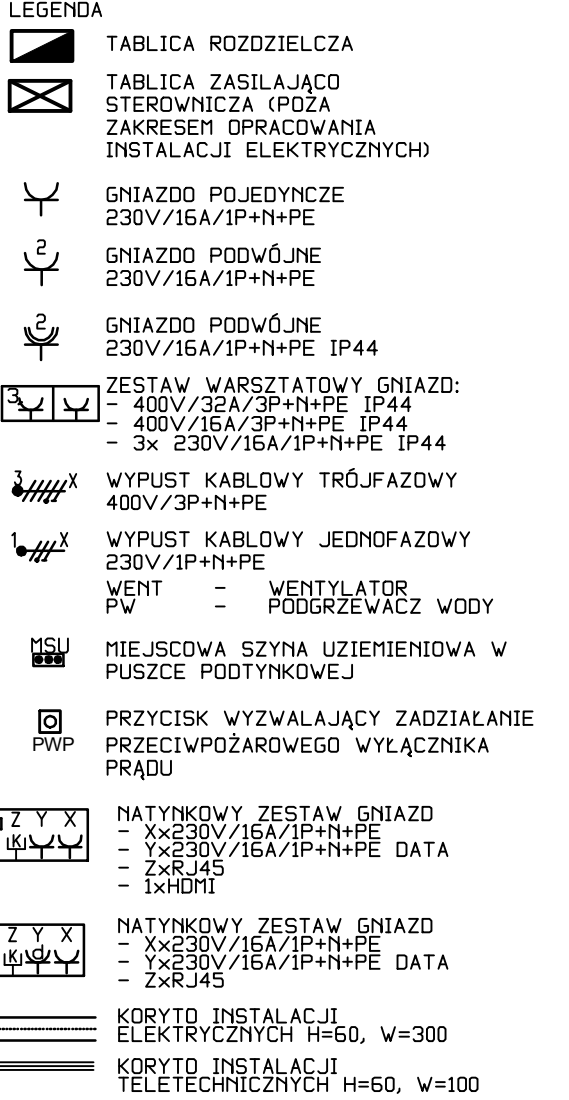 LEGENDA
TABLICA ROZDZIELCZA
TABLICA ZASILAJĄCO
STEROWNICZA (POZA
ZAKRESEM OPRACOWANIA
INSTALACJI ELEKTRYCZNYCH)
GNIAZDO POJEDYNCZE
230V/16A/1P+N+PE
2
GNIAZDO PODWÓJNE
230V/16A/1P+N+PE
2
GNIAZDO PODWÓJNE
230V/16A/1P+N+PE IP44
3
ZESTAW WARSZTATOWY GNIAZD:
- 400V/32A/3P+N+PE IP44
- 400V/16A/3P+N+PE IP44
- 3x 230V/16A/1P+N+PE IP44
3 X
WYPUST KABLOWY TRÓJFAZOWY
400V/3P+N+PE
1 X
WYPUST KABLOWY JEDNOFAZOWY
230V/1P+N+PE
WENT - WENTYLATOR
PW - PODGRZEWACZ WODY
MSU
MIEJSCOWA SZYNA UZIEMIENIOWA W
PUSZCE PODTYNKOWEJ
PWP
PRZYCISK WYZWALAJĄCY ZADZIAŁANIE
PRZECIWPOŻAROWEGO WYŁĄCZNIKA
PRĄDU
Z Y X
K
NATYNKOWY ZESTAW GNIAZD
- Xx230V/16A/1P+N+PE
- Yx230V/16A/1P+N+PE DATA
- ZxRJ45
- 1xHDMI
Z Y X
K d
NATYNKOWY ZESTAW GNIAZD
- Xx230V/16A/1P+N+PE
- Yx230V/16A/1P+N+PE DATA
- ZxRJ45
KORYTO INSTALACJI
ELEKTRYCZNYCH H=60, W=300
KORYTO INSTALACJI
TELETECHNICZNYCH H=60, W=100